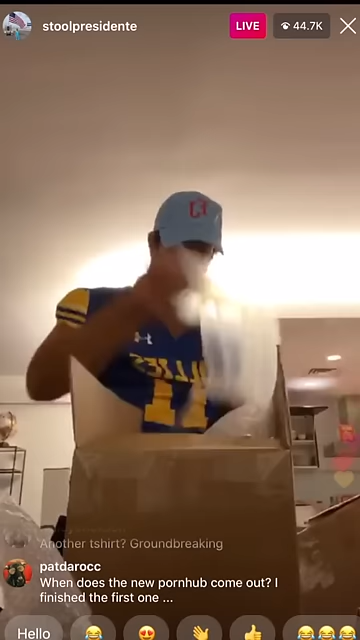 stoolpresidente
LIVE
44.7K
Another tshirt? Groundbreaking
patdarocc
When does the new pornhub come out? I
finished the first one ...
Hello